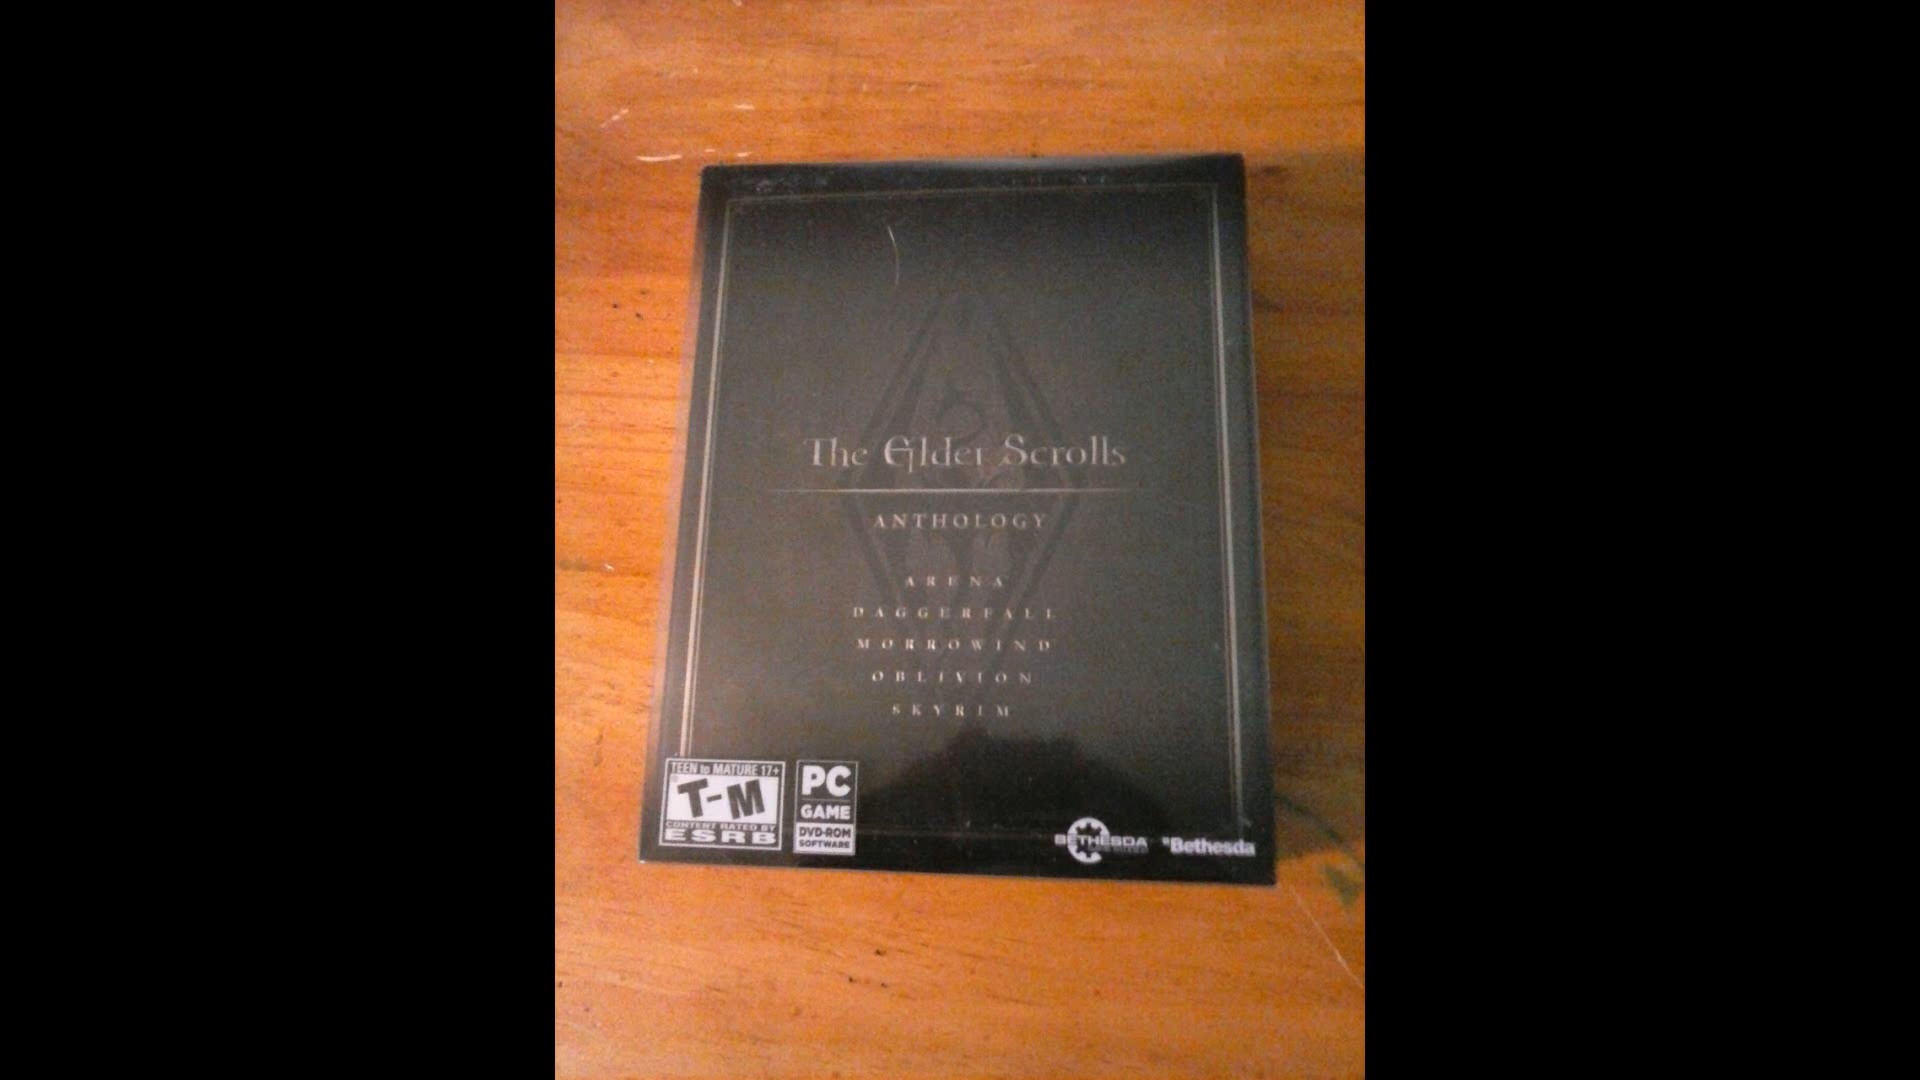 The Elder Scrolls
ANTHOLOGY
ARENA
DAGGERFALL
MORROWIND
OBLIVION
SKYRIM
TEEN to MATURE 17+
T-M
CONTENT RATED BY
ESRB
PC
GAME
DVD-ROM
SOFTWARE
BETHESDA
Bethesda